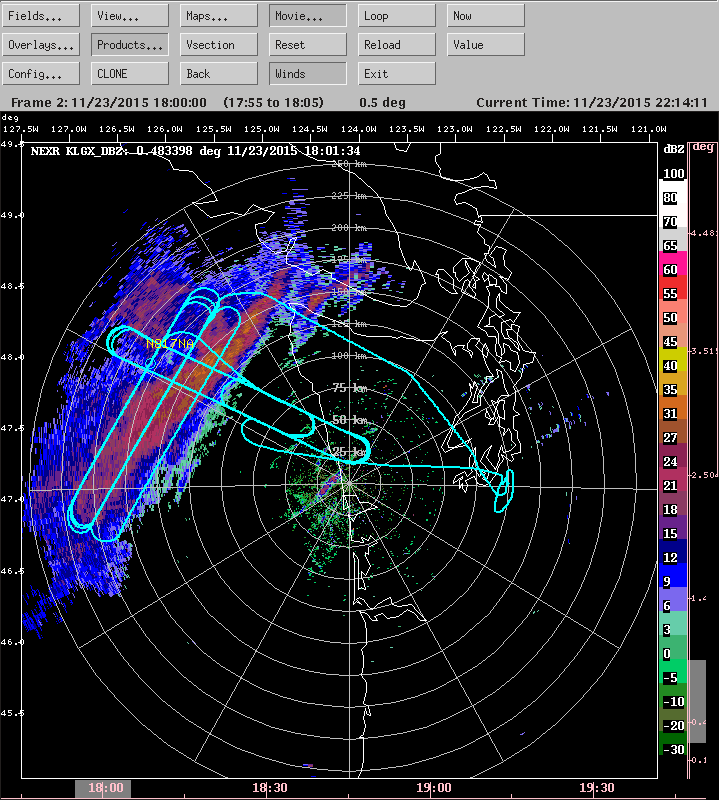 Fields... View... Maps... Movie... Loop Now
Overlays... Products... Vsection Reset Reload Value
Config... CLONE Back Winds Exit
Frame 2: 11/23/2015 18:00:00 (17:55 to 18:05) 0.5 deg Current Time: 11/23/2015 22:14:11
deg
127.5W 127.0W 126.5W 126.0W 125.5W 125.0W 124.5W 124.0W 123.5W 123.0W 122.5W 122.0W 121.5W 121.0W
dBZ deg
NEXR KLGX_DBZ: 0.483398 deg 11/23/2015 18:01:34
250 km
100
225 km
80
49.0
70
200 km
65
175 km
60
48.5
150 km
55
125 km
50
N817NA
45
48.0
100 km
40
75 km
35
50 km
31
47.5
27
25 km
24
21
47.0
18
15
12
46.5
9
6
3
46.0
0
-5
45.5
-10
-20
-30
18:00 18:30 19:00 19:30